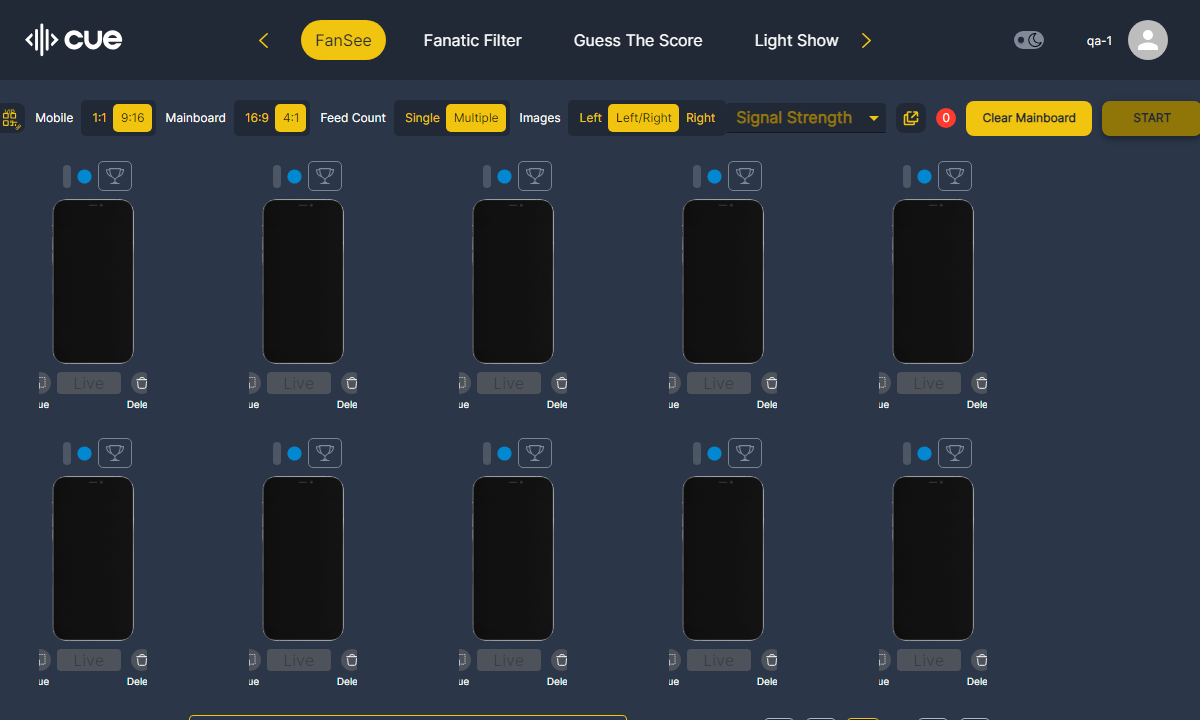 cue FanSee Fanatic Filter Guess The Score Light Show qa-1
Mobile 1:1 9:16 Mainboard 16:9 4:1 Feed Count Single Multiple Images Left Left/Right Right Signal Strength 0 Clear Mainboard START
Live Live Live Live Live
ue Dele ue Dele ue Dele ue Dele ue Dele
Live Live Live Live Live
ue Dele ue Dele ue Dele ue Dele ue Dele